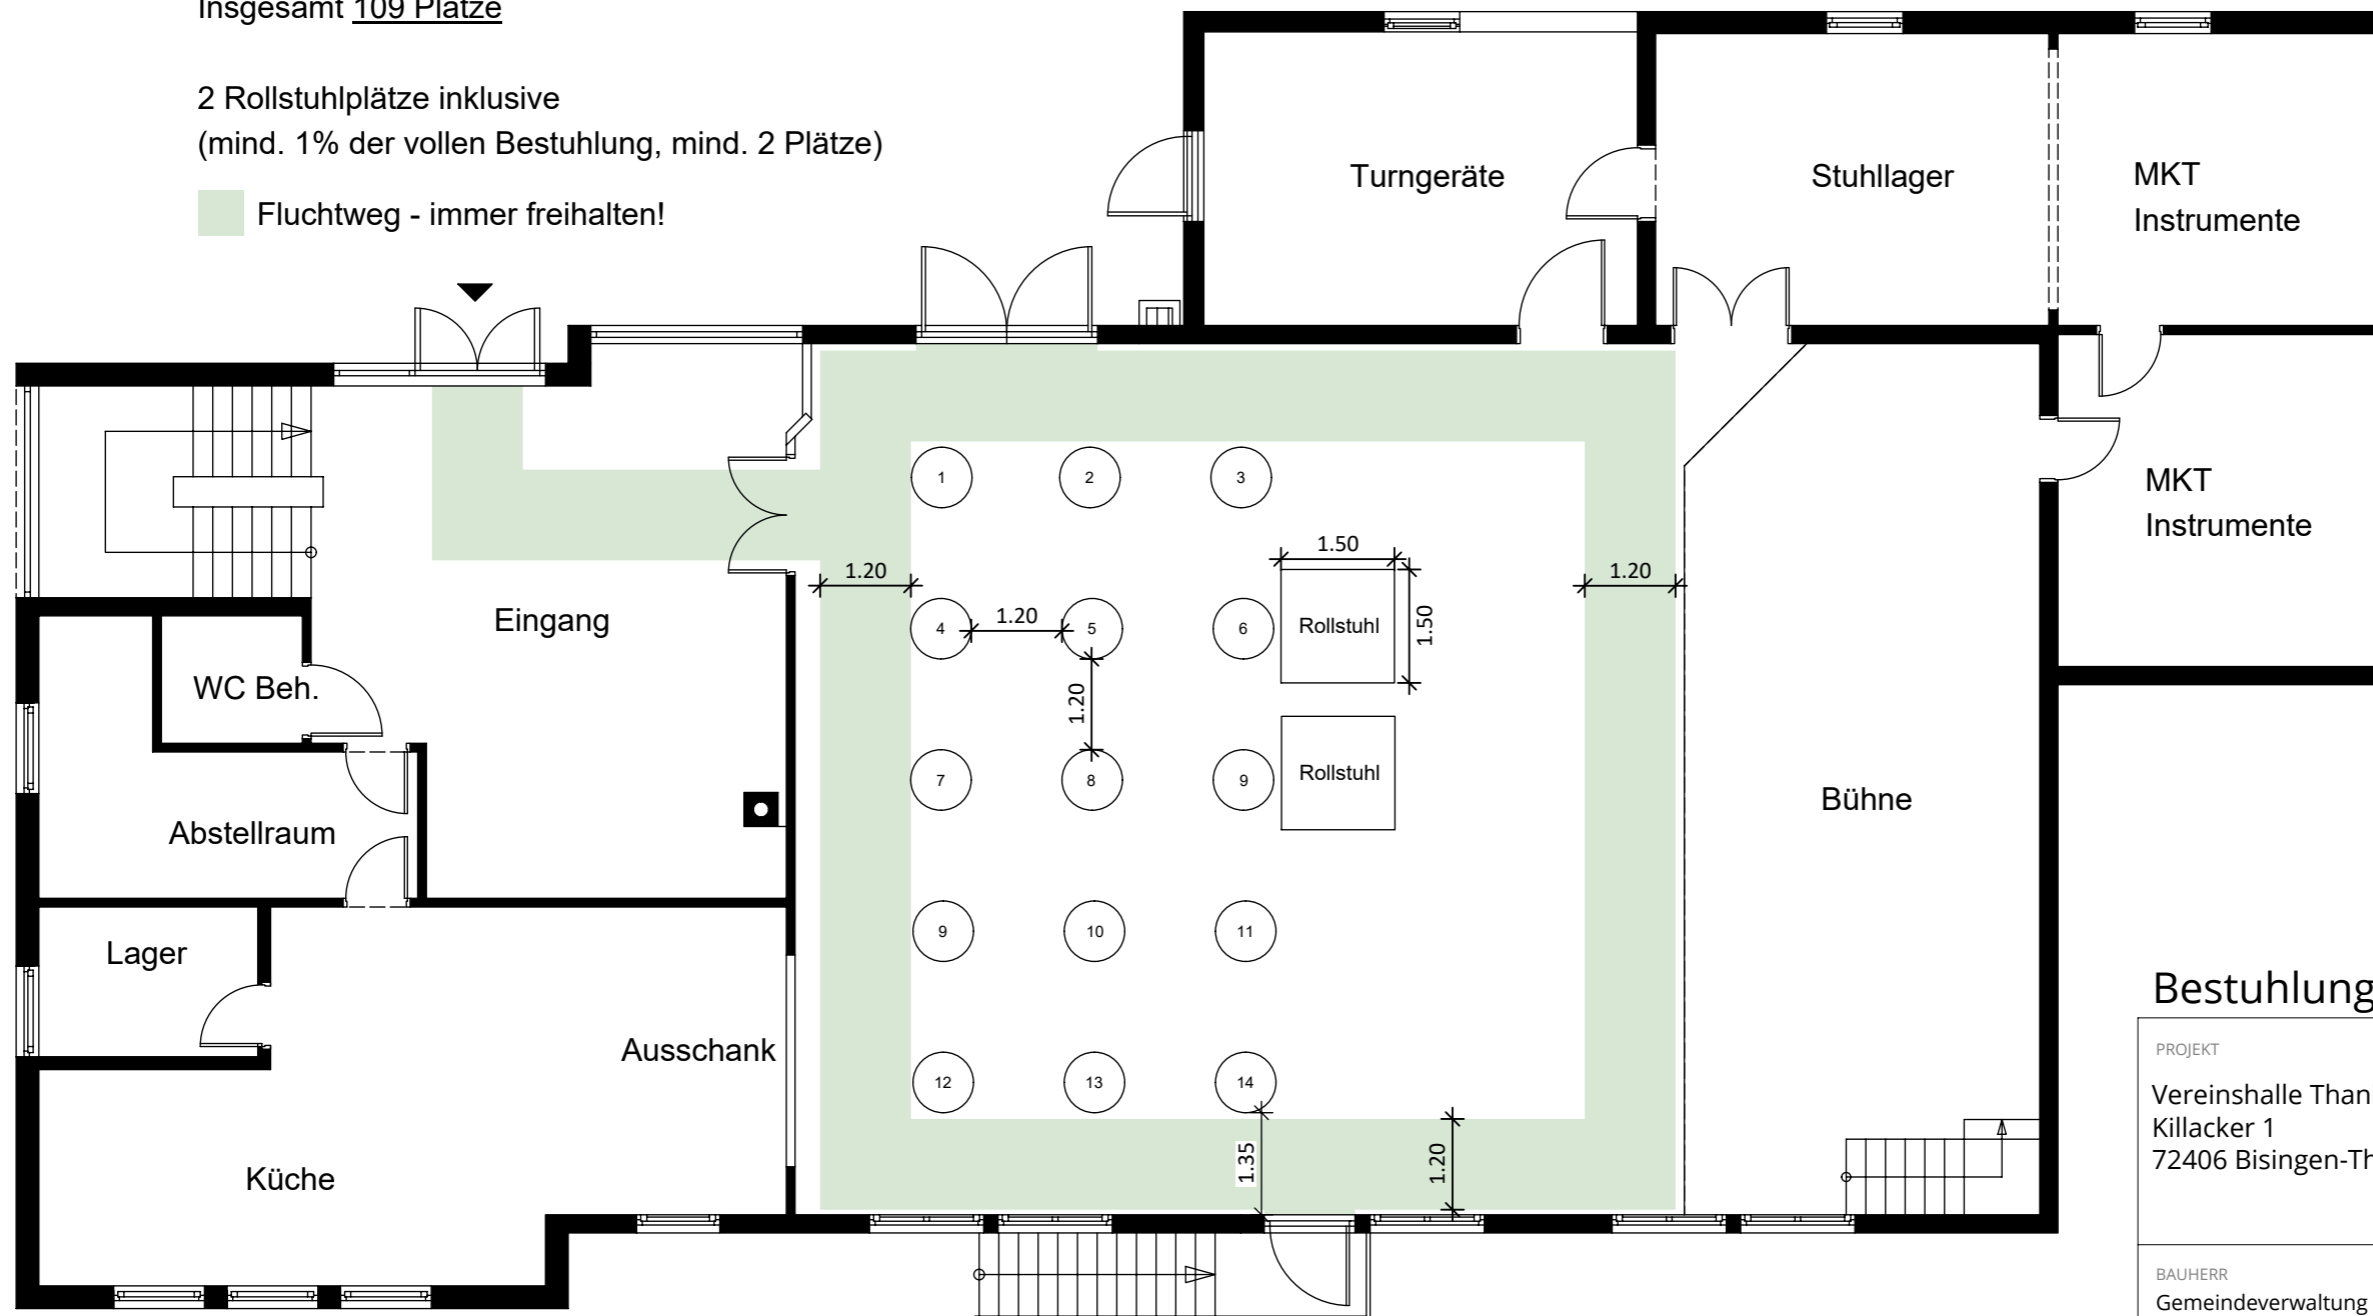 Insgesamt 109 Plätze
2 Rollstuhlplätze inklusive
(mind. 1% der vollen Bestuhlung, mind. 2 Plätze)
Fluchtweg - immer freihalten!
Turngeräte
Stuhllager
MKT
Instrumente
MKT
Instrumente
1
2
3
1.50
1.20
1.20
Eingang
4
1.20
5
6
Rollstuhl
1.50
WC Beh.
1.20
7
8
9
Rollstuhl
Bühne
Abstellraum
9
10
11
Lager
Ausschank
12
13
14
1.35
1.20
Küche
Bestuhlung
PROJEKT
Vereinshalle Than
Killacker 1
72406 Bisingen-Th
BAUHERR
Gemeindeverwaltung